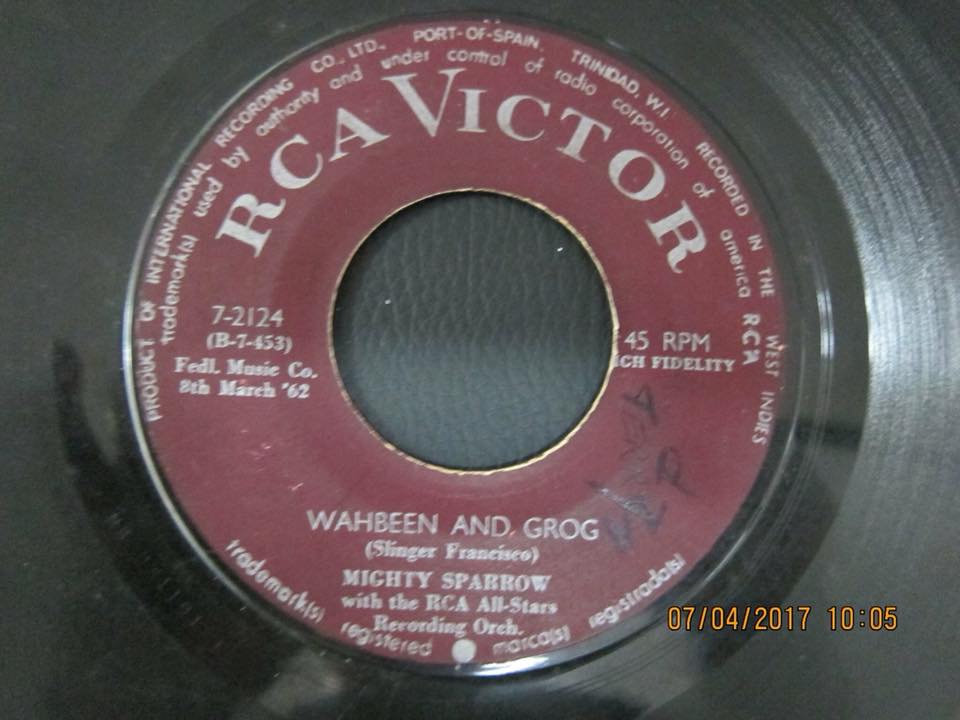 PRODUCT OF INTERNATIONAL RECORDING CO., LTD., PORT-OF-SPAIN, TRINIDAD, W.I. RECORDED IN THE WEST INDIES
trademark(s) used by authority and under control of radio corporation of america RCA
RCA VICTOR
7-2124
(B-7-453)
Fedl. Music Co.
8th March '62
45 RPM
IGH FIDELITY
WAHBEEN AND GROG
(Slinger Francisco)
MIGHTY SPARROW
with the RCA All-Stars
Recording Orch.
trademark(s) registered marca(s) registrada(s)
07/04/2017 10:05